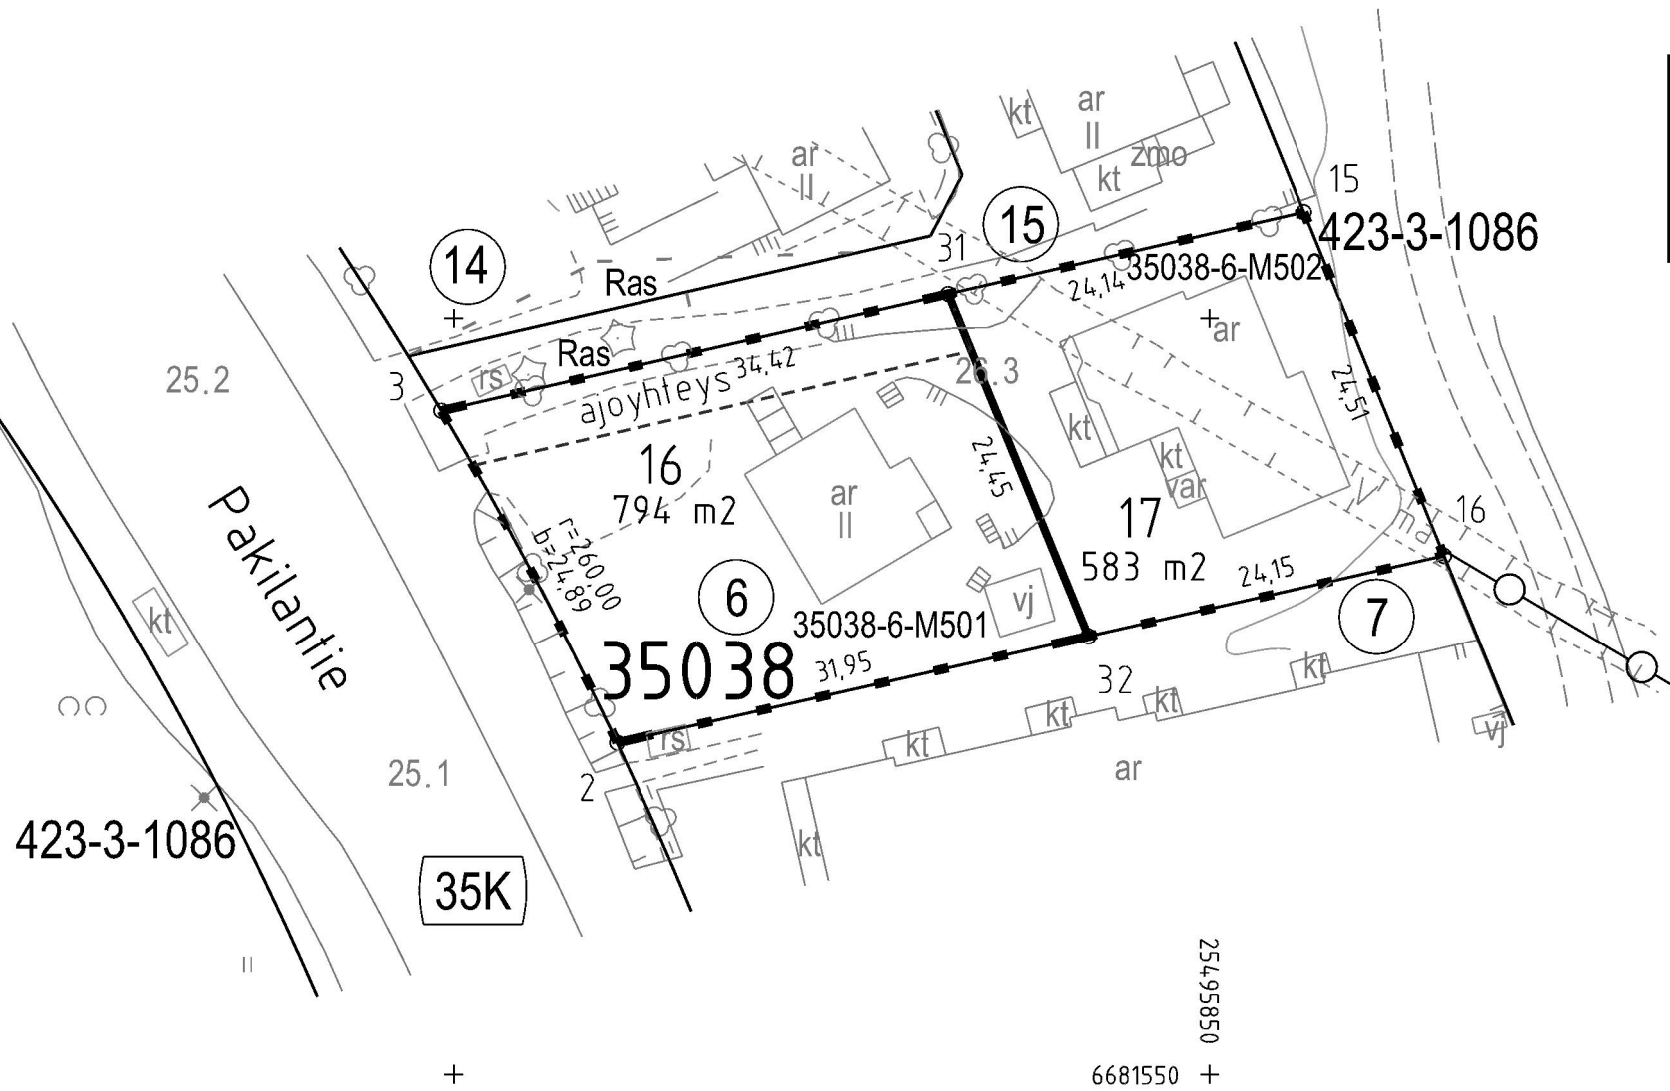 kt
ar
II
ar
II
zmo
kt
15
15
14
31
423-3-1086
Ras
35038-6-M502
24,14
ar
Ras
34,42
rs
ajoyhteys
26.3
25.2
3
24,51
kt
16
24,45
kt
var
794 m2
ar
II
17
16
583 m2
r=260,00
b=24,89
Pakilantie
24,15
6
vj
7
35038-6-M501
kt
35038
31,95
32
kt
kt
kt
kt
rs
vj
25.1
2
ar
423-3-1086
kt
35K
II
25495850
6681550